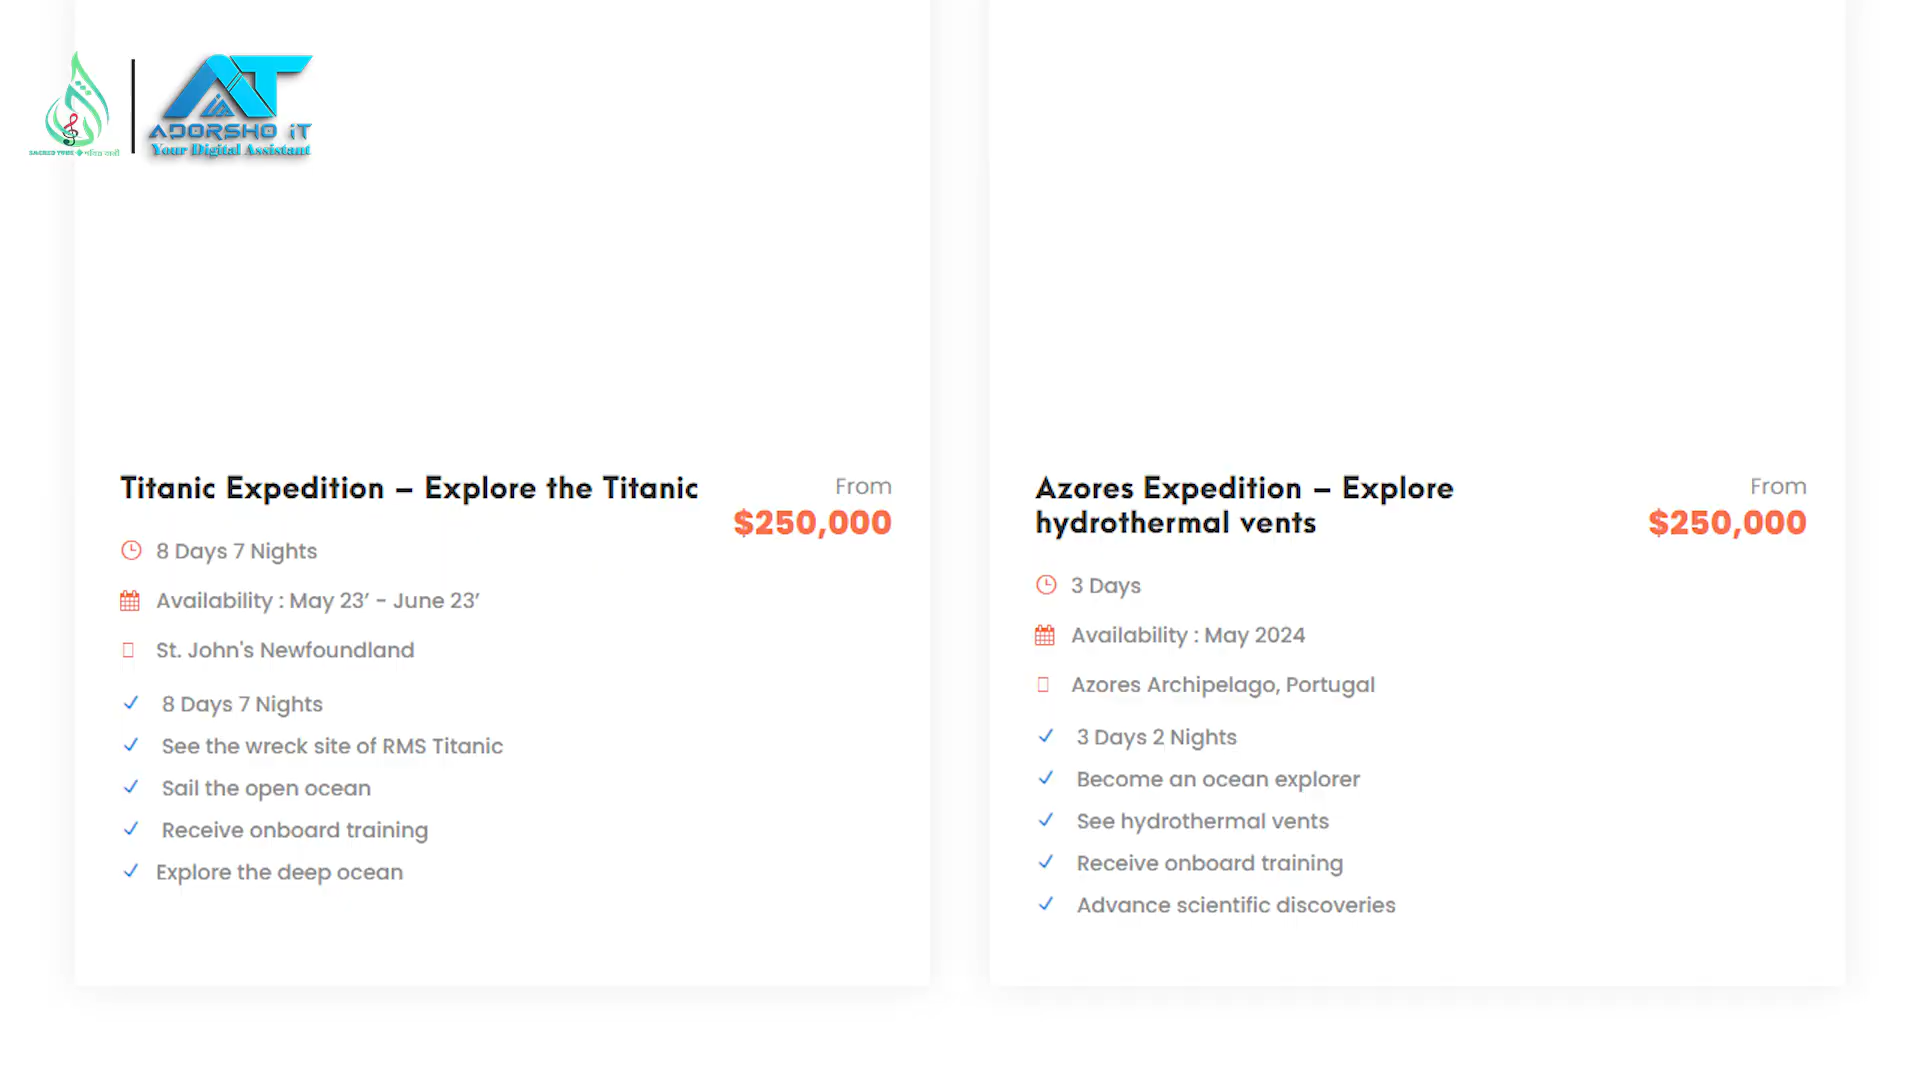 ADORSHO iT
Your Digital Assistant
Titanic Expedition – Explore the Titanic
From
$250,000
8 Days 7 Nights
Availability : May 23’ - June 23’
St. John's Newfoundland
8 Days 7 Nights
See the wreck site of RMS Titanic
Sail the open ocean
Receive onboard training
Explore the deep ocean
Azores Expedition – Explore
hydrothermal vents
From
$250,000
3 Days
Availability : May 2024
Azores Archipelago, Portugal
3 Days 2 Nights
Become an ocean explorer
See hydrothermal vents
Receive onboard training
Advance scientific discoveries